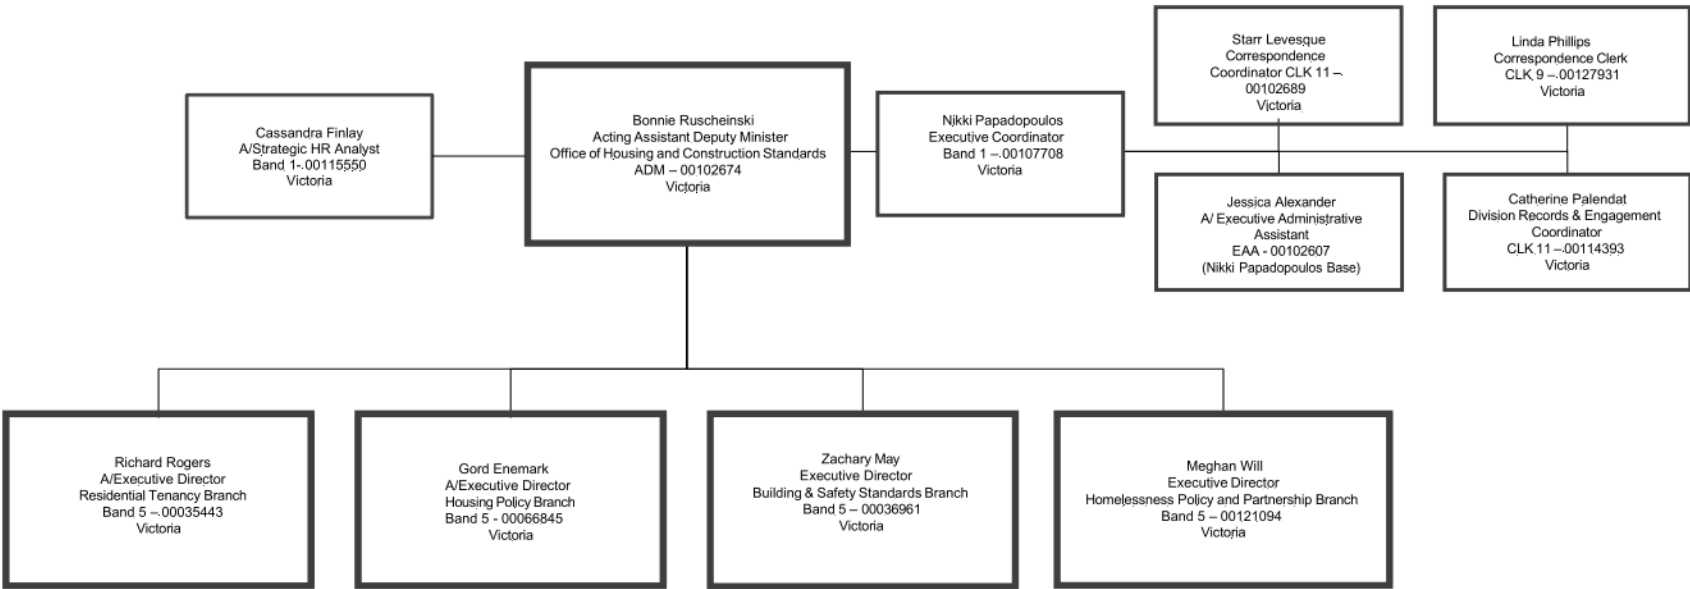 Starr Levesque
Correspondence
Coordinator CLK 11 –
00102689
Victoria
Linda Phillips
Correspondence Clerk
CLK 9 – 00127931
Victoria
Cassandra Finlay
A/Strategic HR Analyst
Band 1- 00115550
Victoria
Bonnie Ruscheinski
Acting Assistant Deputy Minister
Office of Housing and Construction Standards
ADM – 00102674
Victoria
Nikki Papadopoulos
Executive Coordinator
Band 1 – 00107708
Victoria
Jessica Alexander
A/ Executive Administrative
Assistant
EAA - 00102607
(Nikki Papadopoulos Base)
Catherine Palendat
Division Records & Engagement
Coordinator
CLK 11 – 00114393
Victoria
Richard Rogers
A/Executive Director
Residential Tenancy Branch
Band 5 – 00035443
Victoria
Gord Enemark
A/Executive Director
Housing Policy Branch
Band 5 - 00066845
Victoria
Zachary May
Executive Director
Building & Safety Standards Branch
Band 5 – 00036961
Victoria
Meghan Will
Executive Director
Homelessness Policy and Partnership Branch
Band 5 – 00121094
Victoria